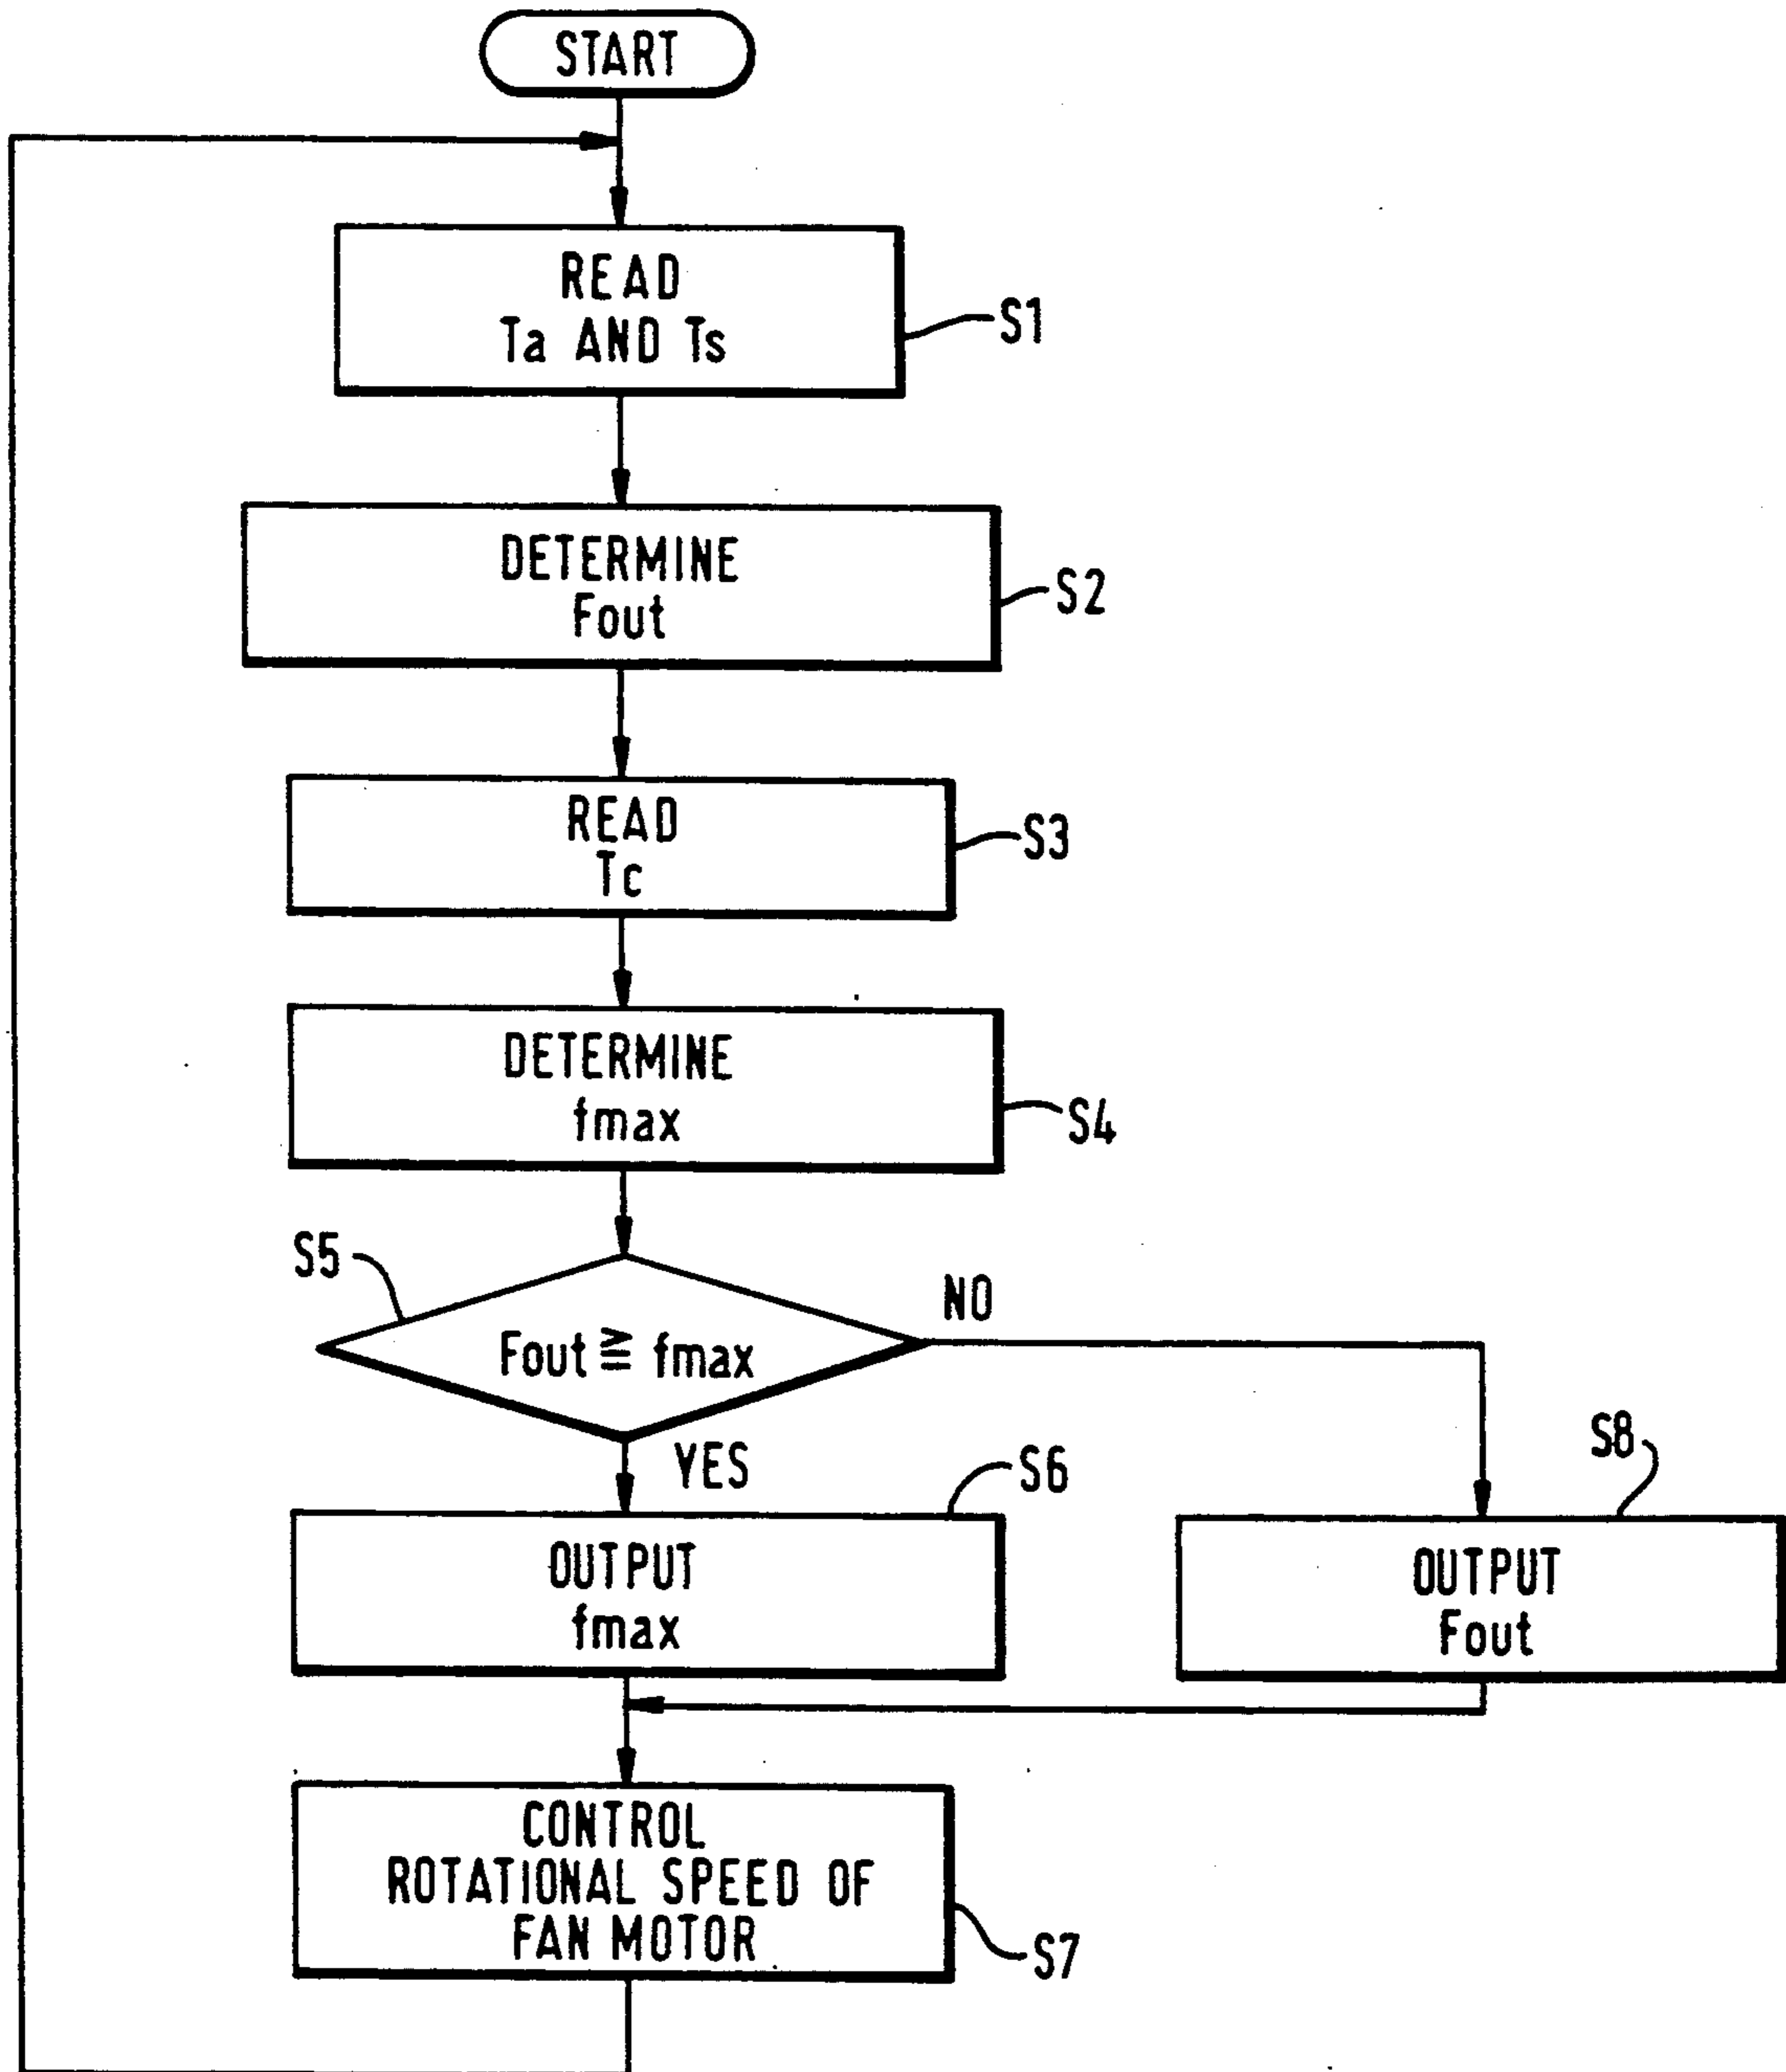 START
READ
Ta AND Ts
S1
DETERMINE
Fout
S2
READ
Tc
S3
DETERMINE
fmax
S4
S5
Fout ≧ fmax
NO
YES
OUTPUT
fmax
S6
OUTPUT
Fout
S8
CONTROL
ROTATIONAL SPEED OF
FAN MOTOR
S7